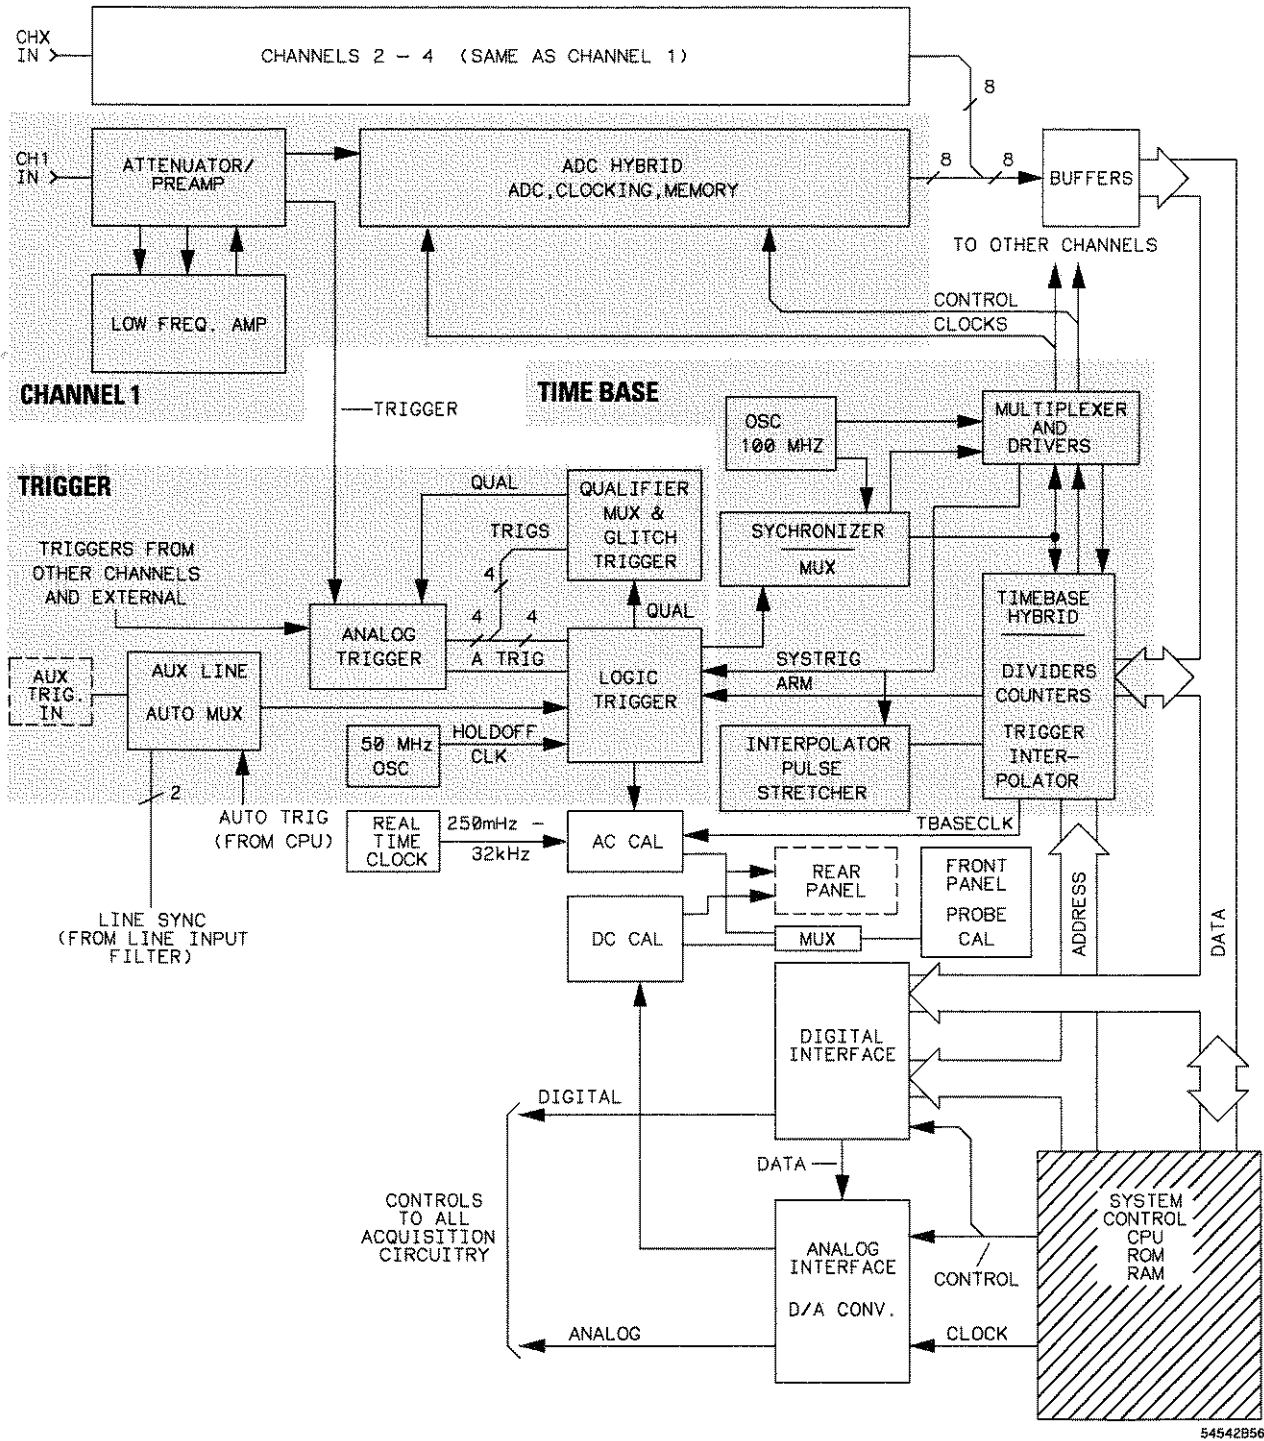 CHX
IN
CHANNELS 2 - 4 (SAME AS CHANNEL 1)
8
CH1
IN
ATTENUATOR/
PREAMP
ADC HYBRID
ADC,CLOCKING,MEMORY
8
8
BUFFERS
TO OTHER CHANNELS
LOW FREQ. AMP
CONTROL
CLOCKS
CHANNEL 1
TRIGGER
TIME BASE
OSC
100 MHZ
MULTIPLEXER
AND
DRIVERS
TRIGGER
QUAL
QUALIFIER
MUX &
GLITCH
TRIGGER
TRIGS
4
SYCHRONIZER
MUX
TRIGGERS FROM
OTHER CHANNELS
AND EXTERNAL
QUAL
TIMEBASE
HYBRID
DIVIDERS
COUNTERS
TRIGGER
INTER-
POLATOR
ANALOG
TRIGGER
4
4
A TRIG
LOGIC
TRIGGER
SYSTRIG
ARM
AUX
TRIG.
IN
AUX LINE
AUTO MUX
50 MHz
OSC
HOLDOFF
CLK
INTERPOLATOR
PULSE
STRETCHER
2
AUTO TRIG
(FROM CPU)
REAL
TIME
CLOCK
250mHz -
32kHz
AC CAL
TBASECLK
REAR
PANEL
FRONT
PANEL
PROBE
CAL
ADDRESS
DATA
LINE SYNC
(FROM LINE INPUT
FILTER)
DC CAL
MUX
DIGITAL
INTERFACE
DIGITAL
DATA
CONTROLS
TO ALL
ACQUISITION
CIRCUITRY
ANALOG
INTERFACE
D/A CONV.
CONTROL
SYSTEM
CONTROL
CPU
ROM
RAM
ANALOG
CLOCK
54542B56